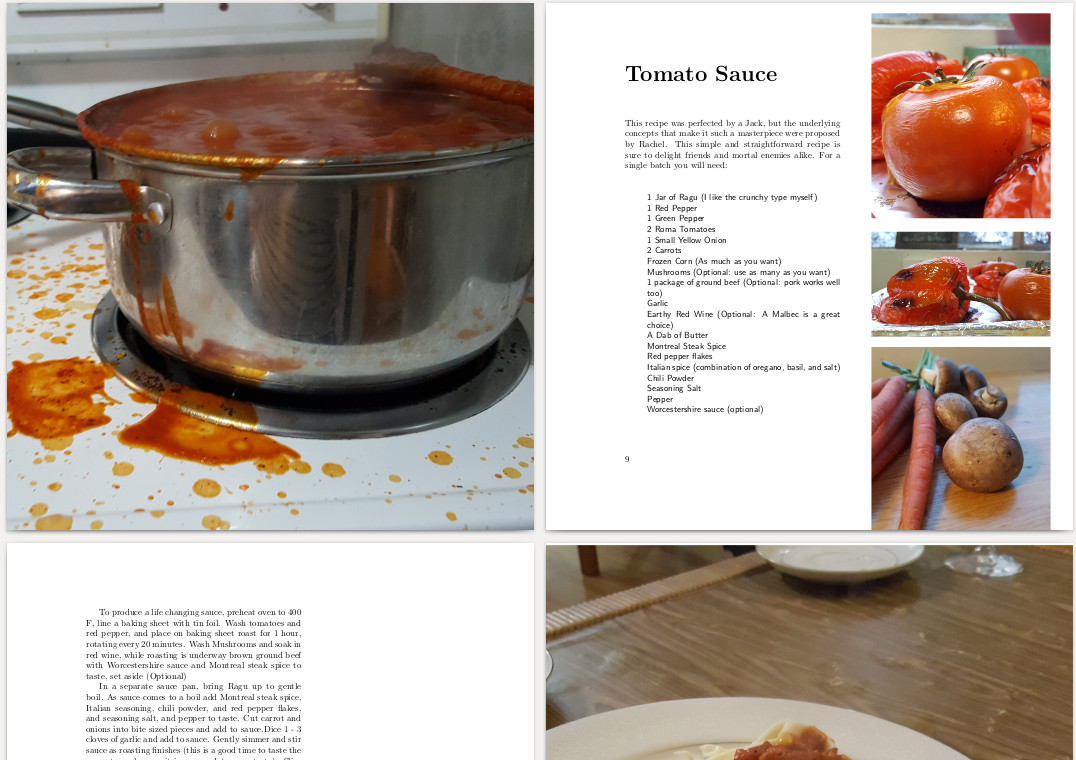 Tomato Sauce
This recipe was perfected by a Jack, but the underlying
concepts that make it such a masterpiece were proposed
by Rachel. This simple and straightforward recipe is
sure to delight friends and mortal enemies alike. For a
single batch you will need:
1 Jar of Ragu (I like the crunchy type myself)
1 Red Pepper
1 Green Pepper
2 Roma Tomatoes
1 Small Yellow Onion
2 Carrots
Frozen Corn (As much as you want)
Mushrooms (Optional: use as many as you want)
1 package of ground beef (Optional: pork works well
too)
Garlic
Earthy Red Wine (Optional: A Malbec is a great
choice)
A Dab of Butter
Montreal Steak Spice
Red pepper flakes
Italian spice (combination of oregano, basil, and salt)
Chili Powder
Seasoning Salt
Pepper
Worcestershire sauce (optional)
9
To produce a life changing sauce, preheat oven to 400
F, line a baking sheet with tin foil. Wash tomatoes and
red pepper, and place on baking sheet roast for 1 hour,
rotating every 20 minutes. Wash Mushrooms and soak in
red wine, while roasting is underway brown ground beef
with Worcestershire sauce and Montreal steak spice to
taste, set aside (Optional)
In a separate sauce pan, bring Ragu up to gentle
boil. As sauce comes to a boil add Montreal steak spice,
Italian seasoning, chili powder, and red pepper flakes,
and seasoning salt, and pepper to taste. Cut carrot and
onions into bite sized pieces and add to sauce.Dice 1 - 3
cloves of garlic and add to sauce. Gently simmer and stir
sauce as roasting finishes (this is a good time to taste the